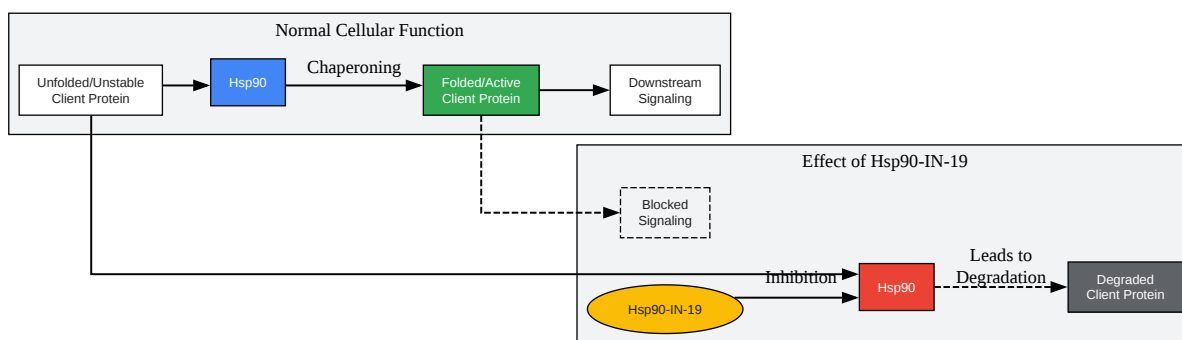 Normal Cellular Function
Unfolded/Unstable
Client Protein
Hsp90
Chaperoning
Folded/Active
Client Protein
Downstream
Signaling
Effect of Hsp90-IN-19
Blocked
Signaling
Inhibition
Hsp90-IN-19
Hsp90
Leads to
Degradation
Degraded
Client Protein